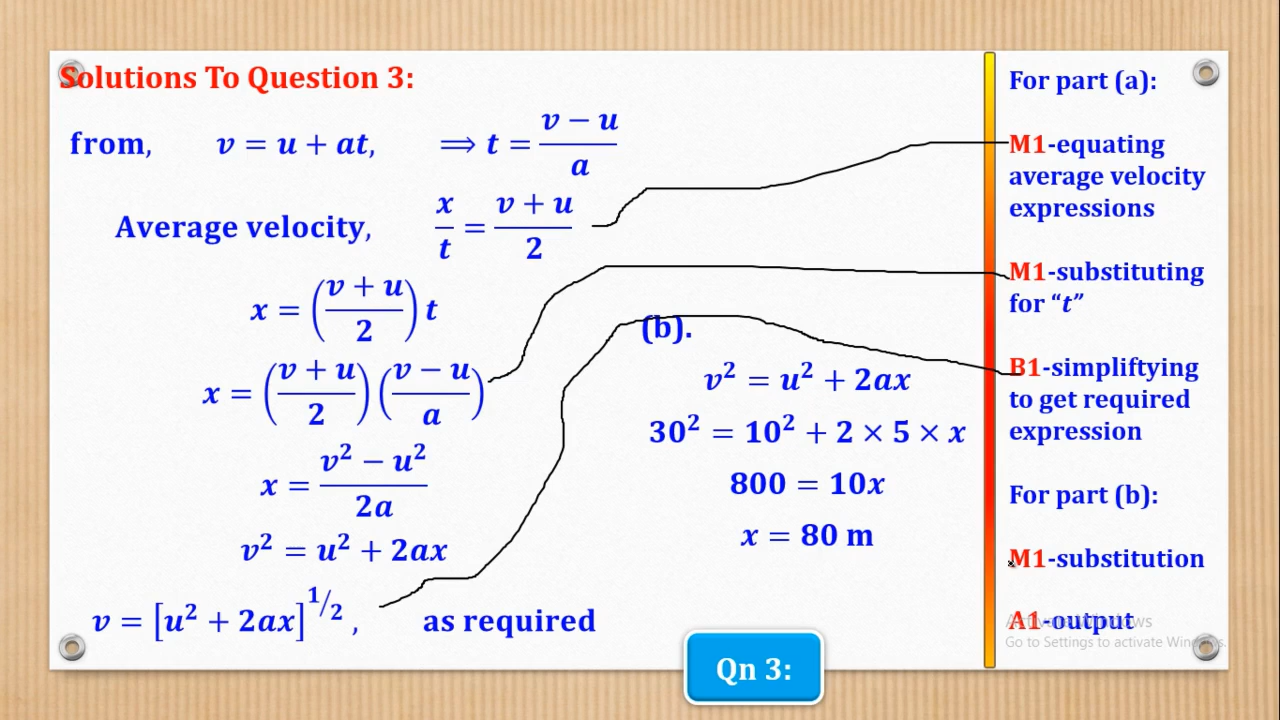 Solutions To Question 3:
from, v = u + at, ⟹ t = (v − u)/a
Average velocity, x/t = (v + u)/2
x = ((v + u)/2) t
x = ((v + u)/2) ((v − u)/a)
x = (v² − u²)/2a
v² = u² + 2ax
v = [u² + 2ax]^1/2 , as required
(b).
v² = u² + 2ax
30² = 10² + 2 × 5 × x
800 = 10x
x = 80 m
For part (a):
M1-equating
average velocity
expressions
M1-substituting
for “t”
B1-simpliftying
to get required
expression
For part (b):
M1-substitution
A1-output
Activate Windows
Go to Settings to activate Windows.
Qn 3: